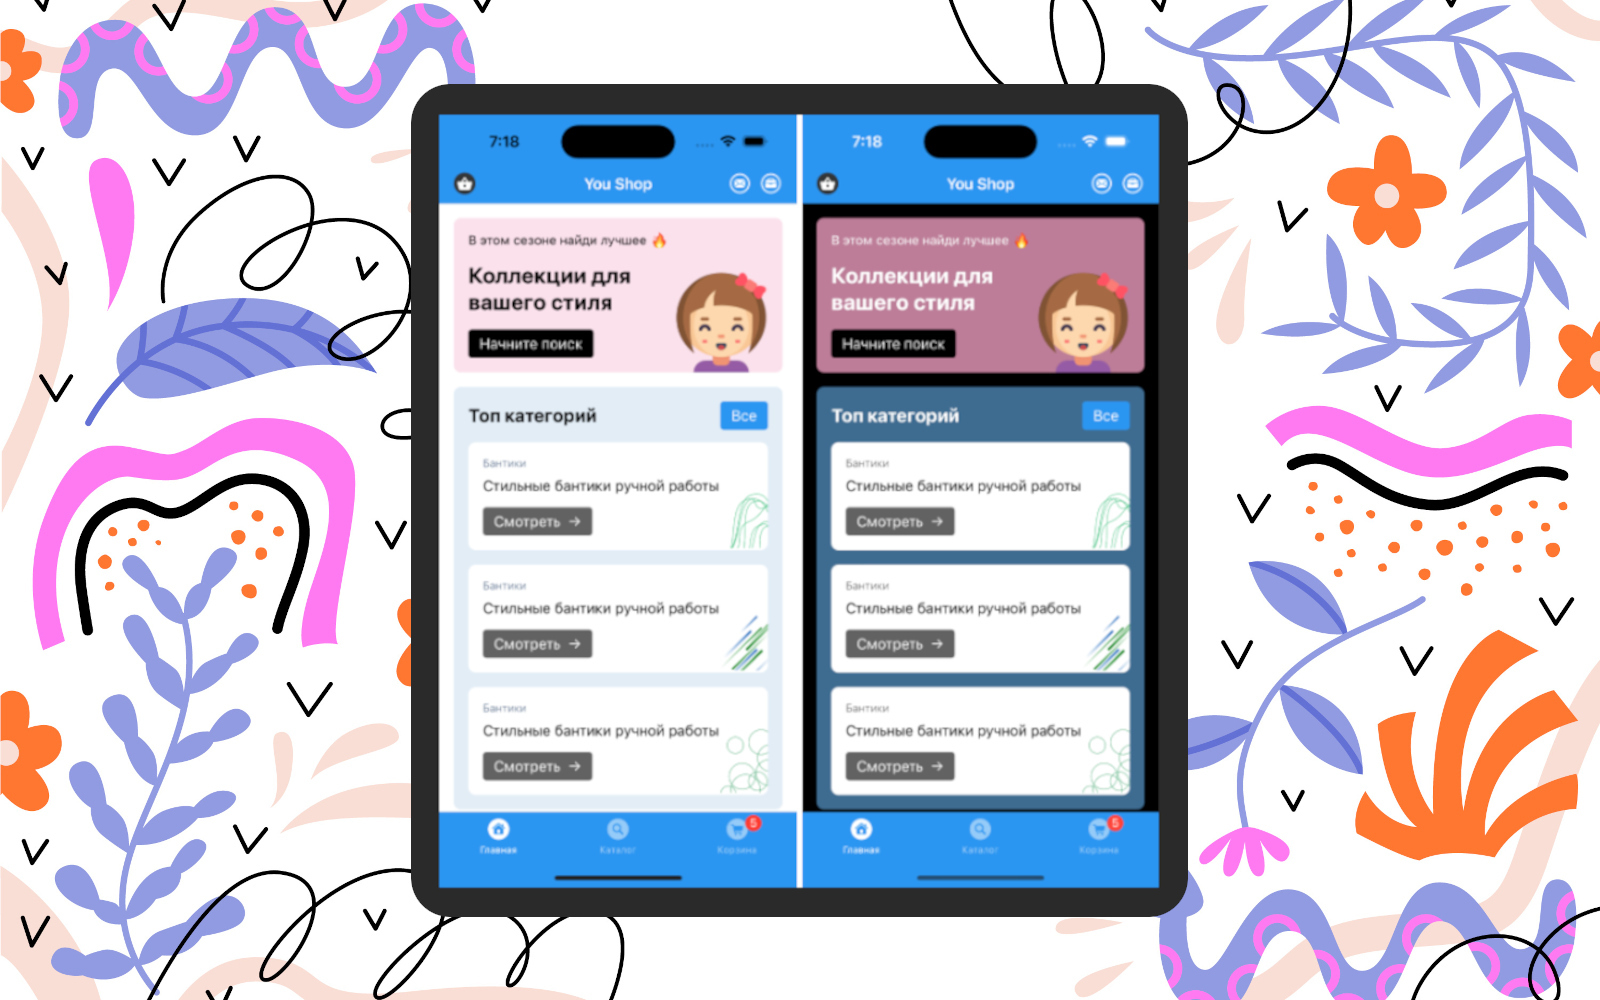 7:18
You Shop
В этом сезоне найди лучшее 🔥
Коллекции для
вашего стиля
Начните поиск
Топ категорий
Все
Бантики
Стильные бантики ручной работы
Смотреть →
Бантики
Стильные бантики ручной работы
Смотреть →
Бантики
Стильные бантики ручной работы
Смотреть →
5
Главная
Каталог
Корзина
7:18
You Shop
В этом сезоне найди лучшее 🔥
Коллекции для
вашего стиля
Начните поиск
Топ категорий
Все
Бантики
Стильные бантики ручной работы
Смотреть →
Бантики
Стильные бантики ручной работы
Смотреть →
Бантики
Стильные бантики ручной работы
Смотреть →
5
Главная
Каталог
Корзина